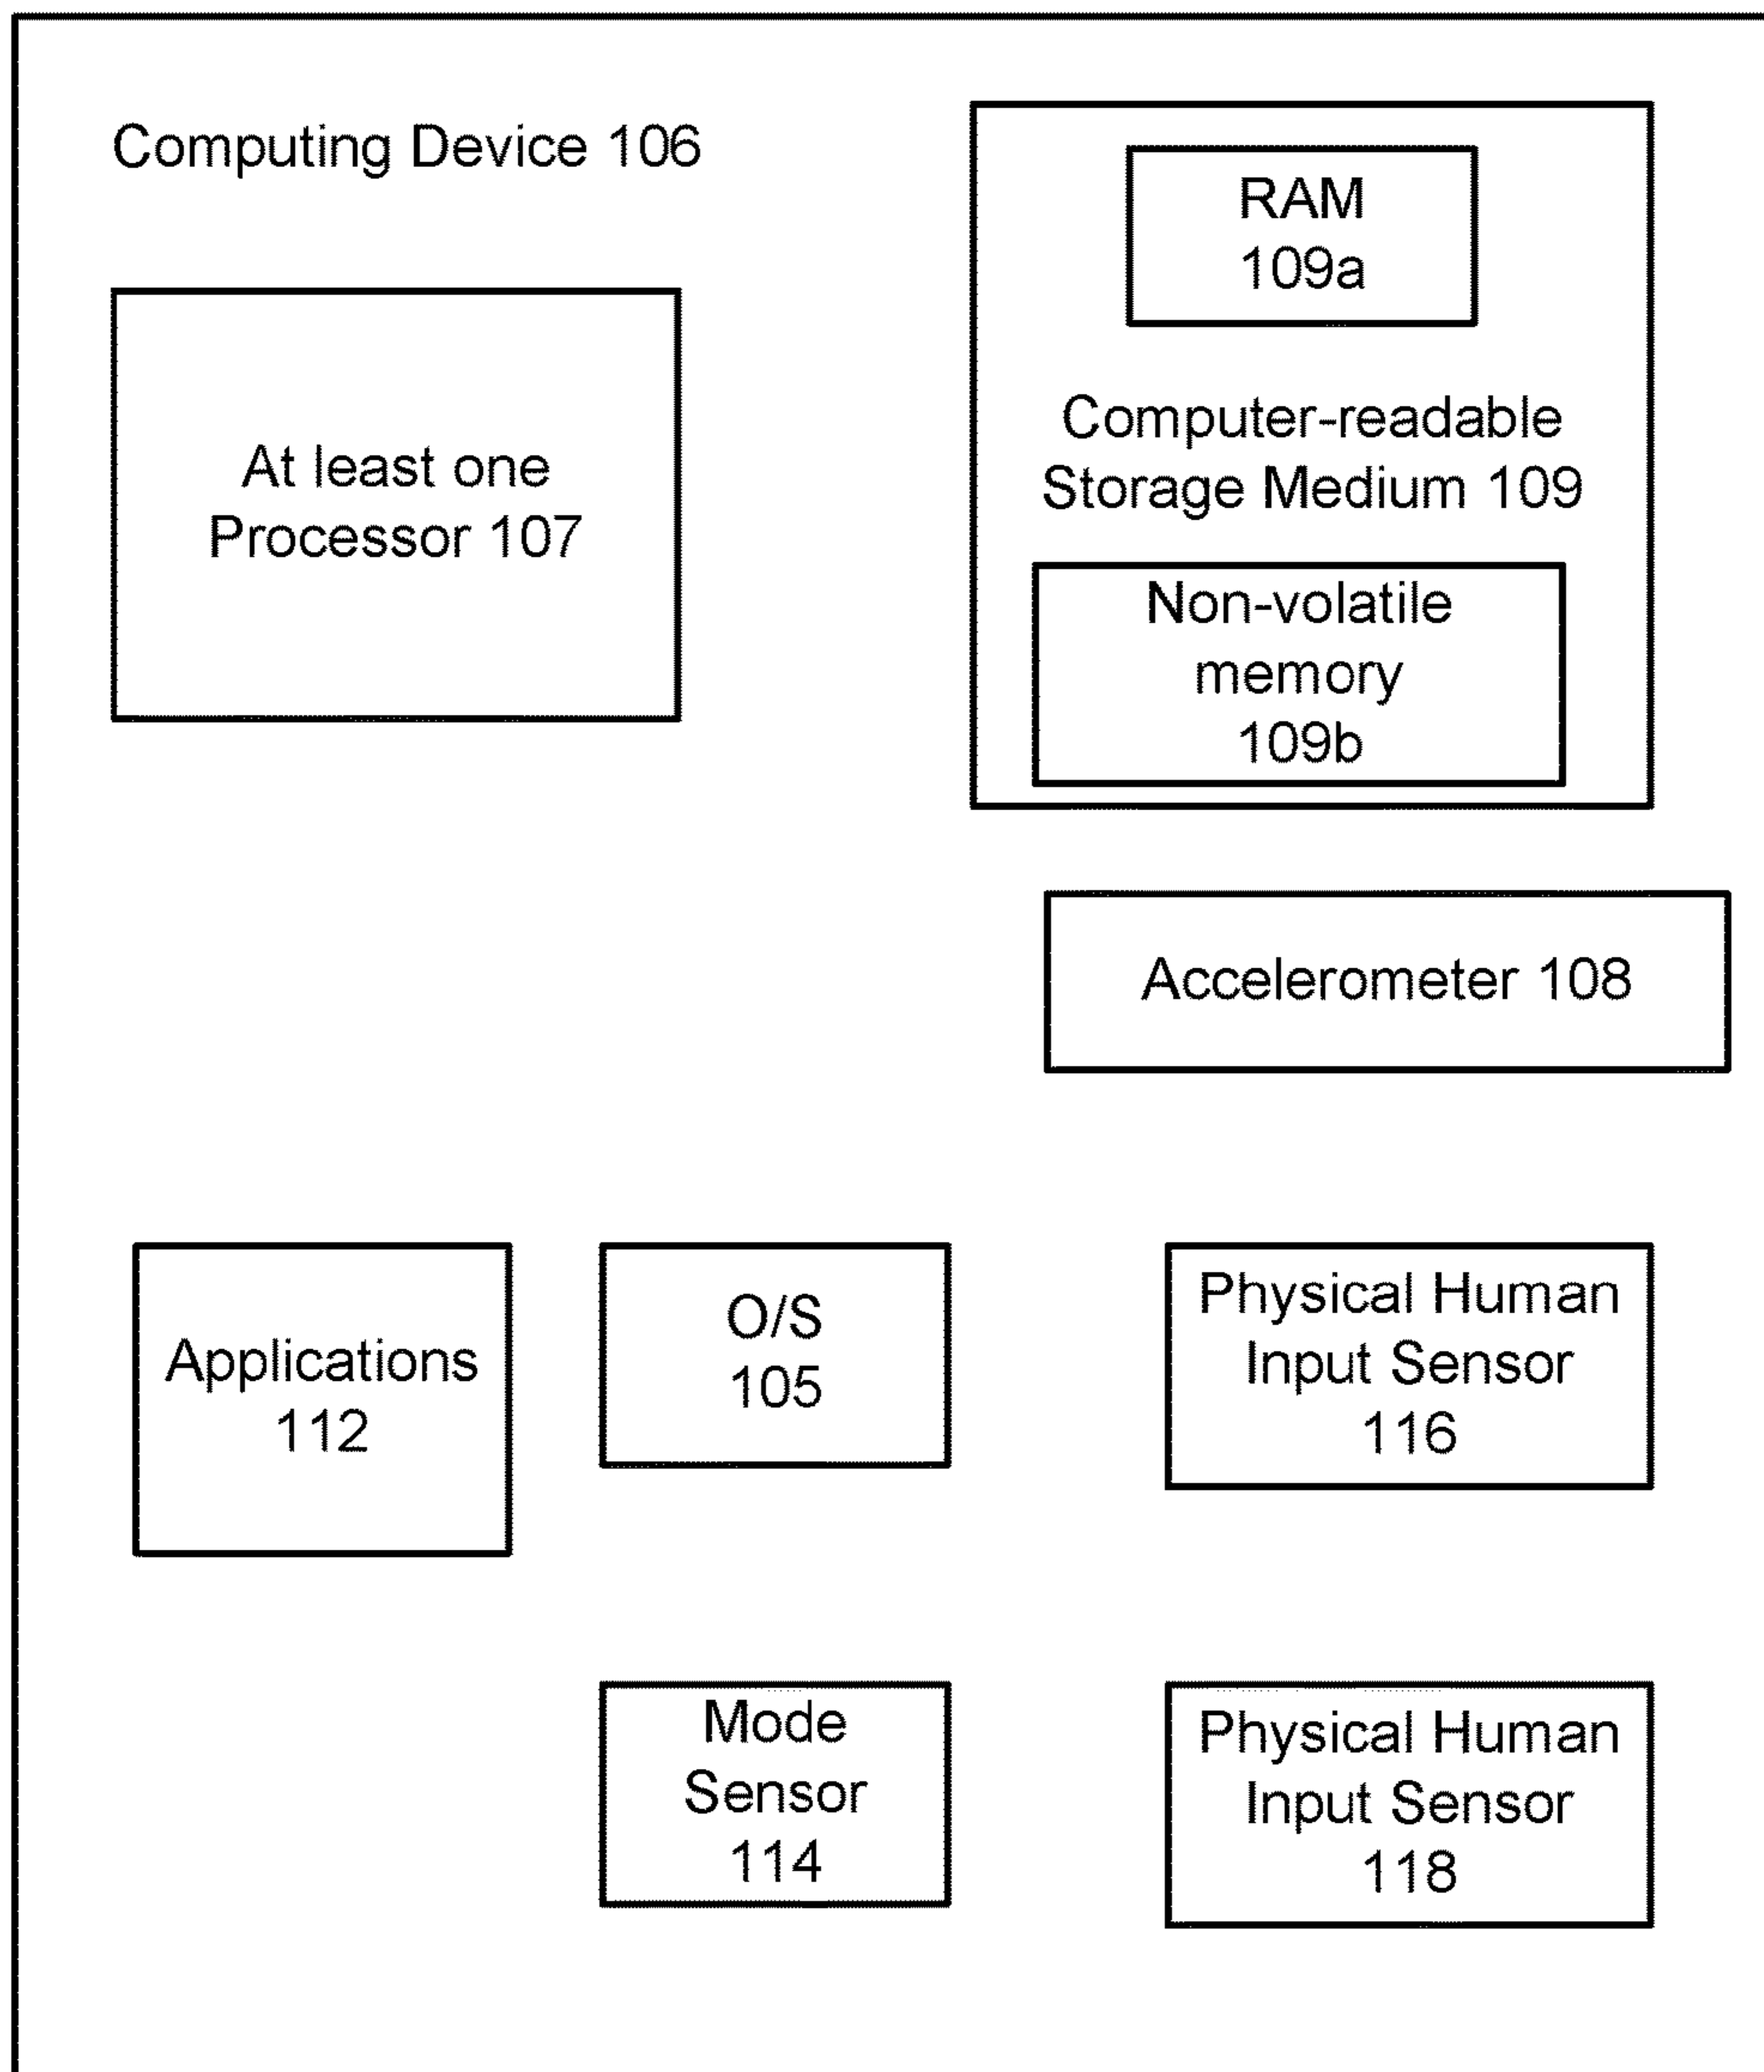 Computing Device 106
RAM
109a
At least one
Processor 107
Computer-readable
Storage Medium 109
Non-volatile
memory
109b
Accelerometer 108
Applications
112
O/S
105
Physical Human
Input Sensor
116
Mode
Sensor
114
Physical Human
Input Sensor
118